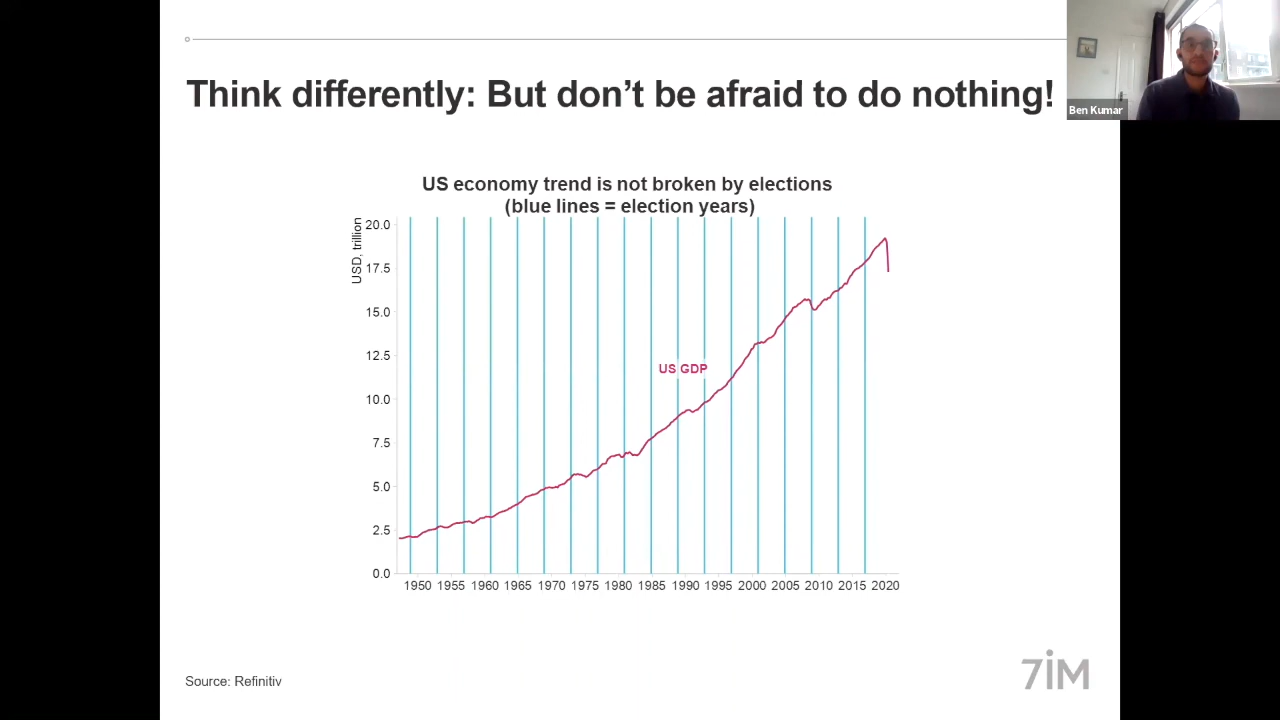 Think differently: But don't be afraid to do nothing!
Ben Kumar
US economy trend is not broken by elections
(blue lines = election years)
USD, trillion
20.0
17.5
15.0
12.5
10.0
7.5
5.0
2.5
0.0
US GDP
1950 1955 1960 1965 1970 1975 1980 1985 1990 1995 2000 2005 2010 2015 2020
Source: Refinitiv
7iM